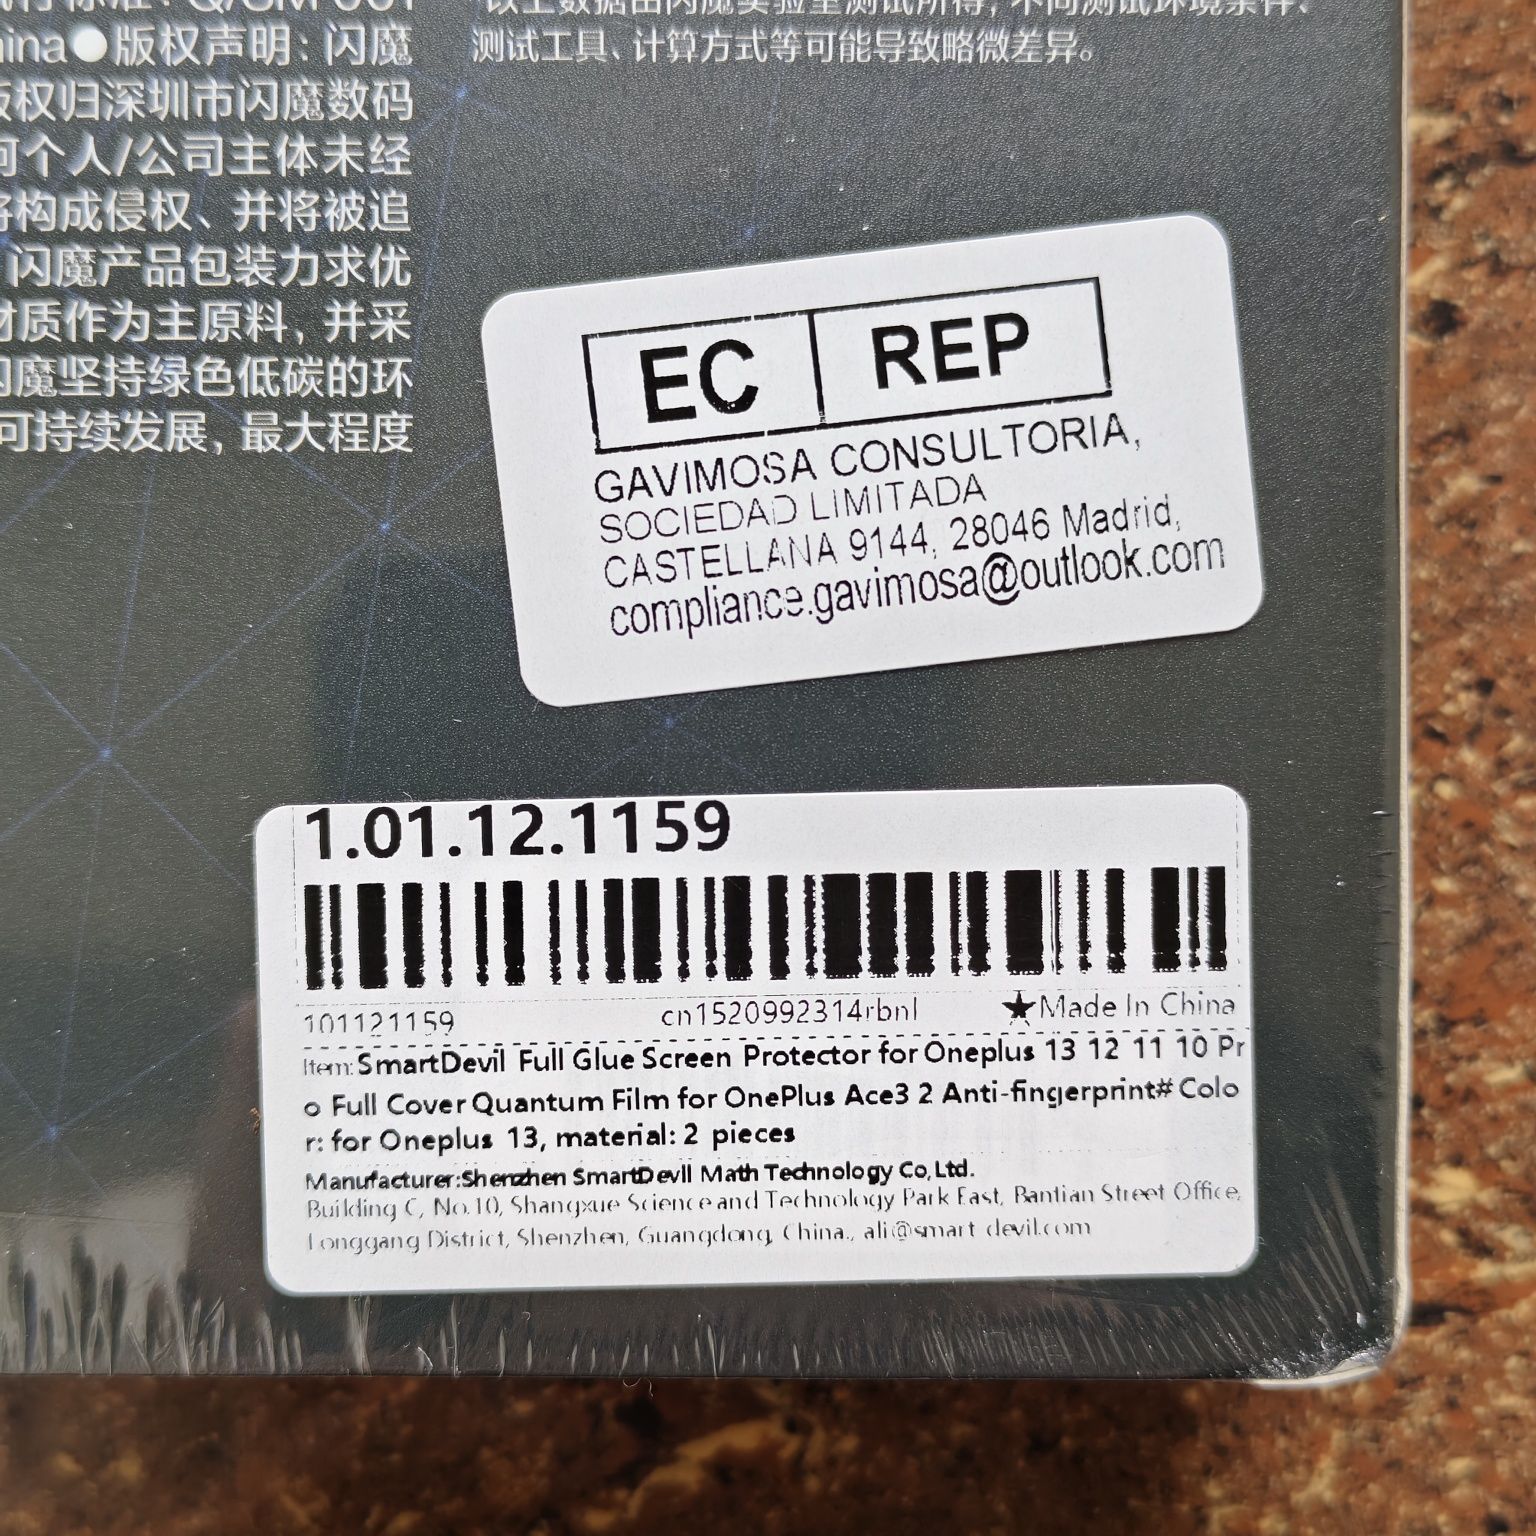 版权声明：闪魔
测试工具、计算方式等可能导致略微差异。
权归深圳市闪魔数码
个人/公司主体未经
构成侵权、并将被追
闪魔产品包装力求优
质作为主原料，并采
魔坚持绿色低碳的环
可持续发展，最大程度
EC REP
GAVIMOSA CONSULTORIA,
SOCIEDAD LIMITADA
CASTELLANA 9144, 28046 Madrid,
compliance.gavimosa@outlook.com
1.01.12.1159
101121159 cn1520992314rbnl ★Made In China
Item:SmartDevil Full Glue Screen Protector for Oneplus 13 12 11 10 Pr
o Full Cover Quantum Film for OnePlus Ace3 2 Anti-fingerprint# Colo
r: for Oneplus 13, material: 2 pieces
Manufacturer:Shenzhen SmartDevil Math Technology Co,Ltd.
Building C, No.10, Shangxue Science and Technology Park East, Bantian Street Office,
Longgang District, Shenzhen, Guangdong, China., ali@smart-devil.com